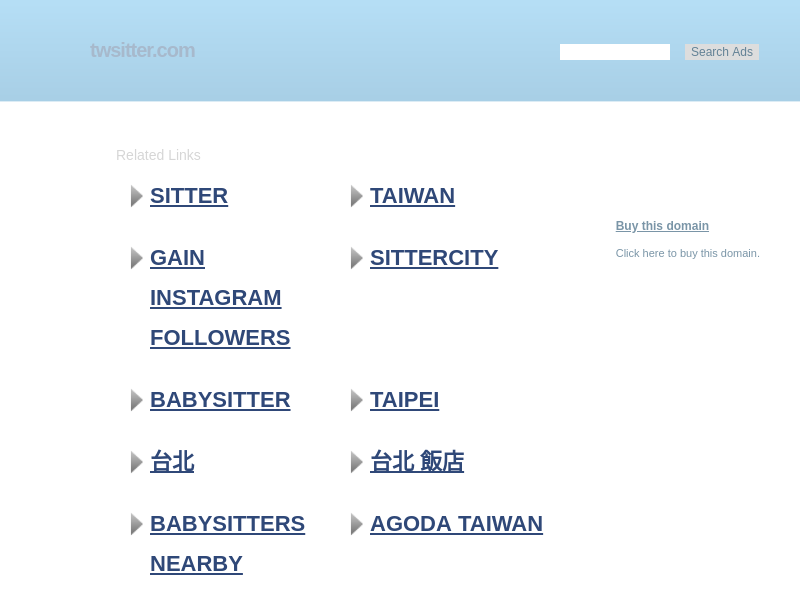 twsitter.com
Search Ads
Related Links
SITTER
TAIWAN
Buy this domain
Click here to buy this domain.
GAIN
INSTAGRAM
FOLLOWERS
SITTERCITY
BABYSITTER
TAIPEI
台北
台北 飯店
BABYSITTERS
NEARBY
AGODA TAIWAN